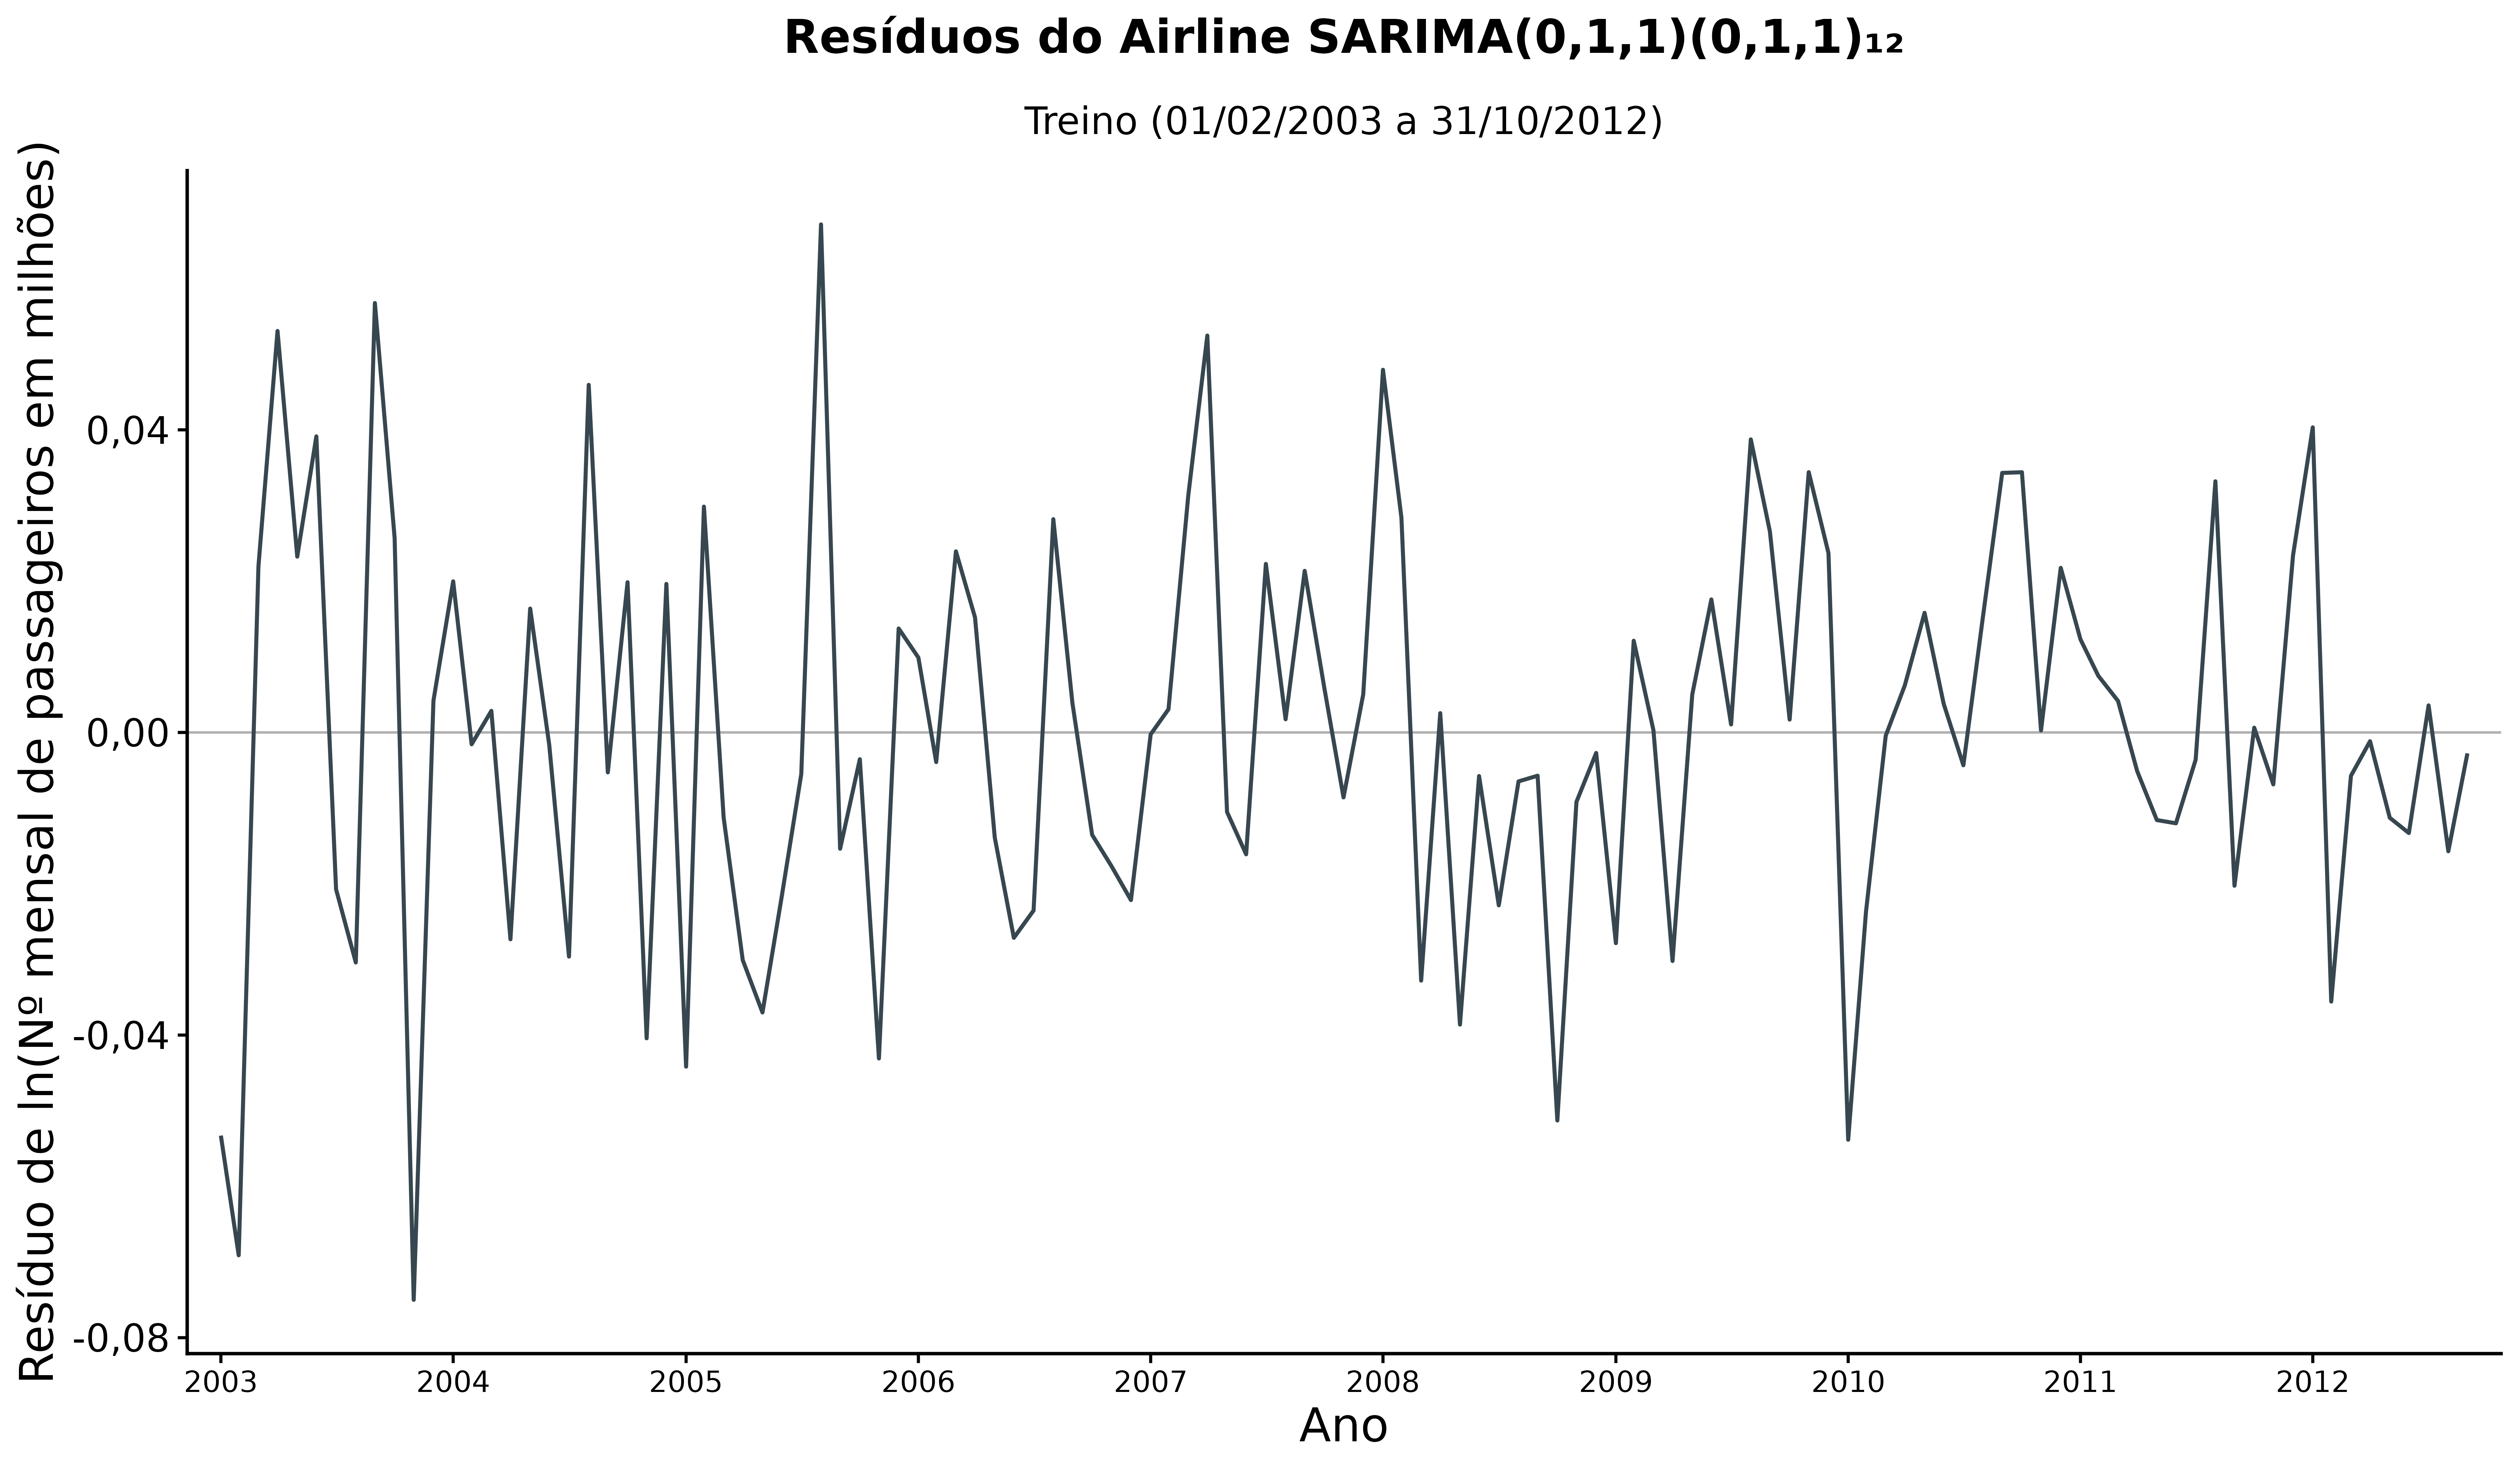 Resíduos do Airline SARIMA(0,1,1)(0,1,1)₁₂
Treino (01/02/2003 a 31/10/2012)
Resíduo de ln(Nº mensal de passageiros em milhões)
0,04
0,00
-0,04
-0,08
2003 2004 2005 2006 2007 2008 2009 2010 2011 2012
Ano